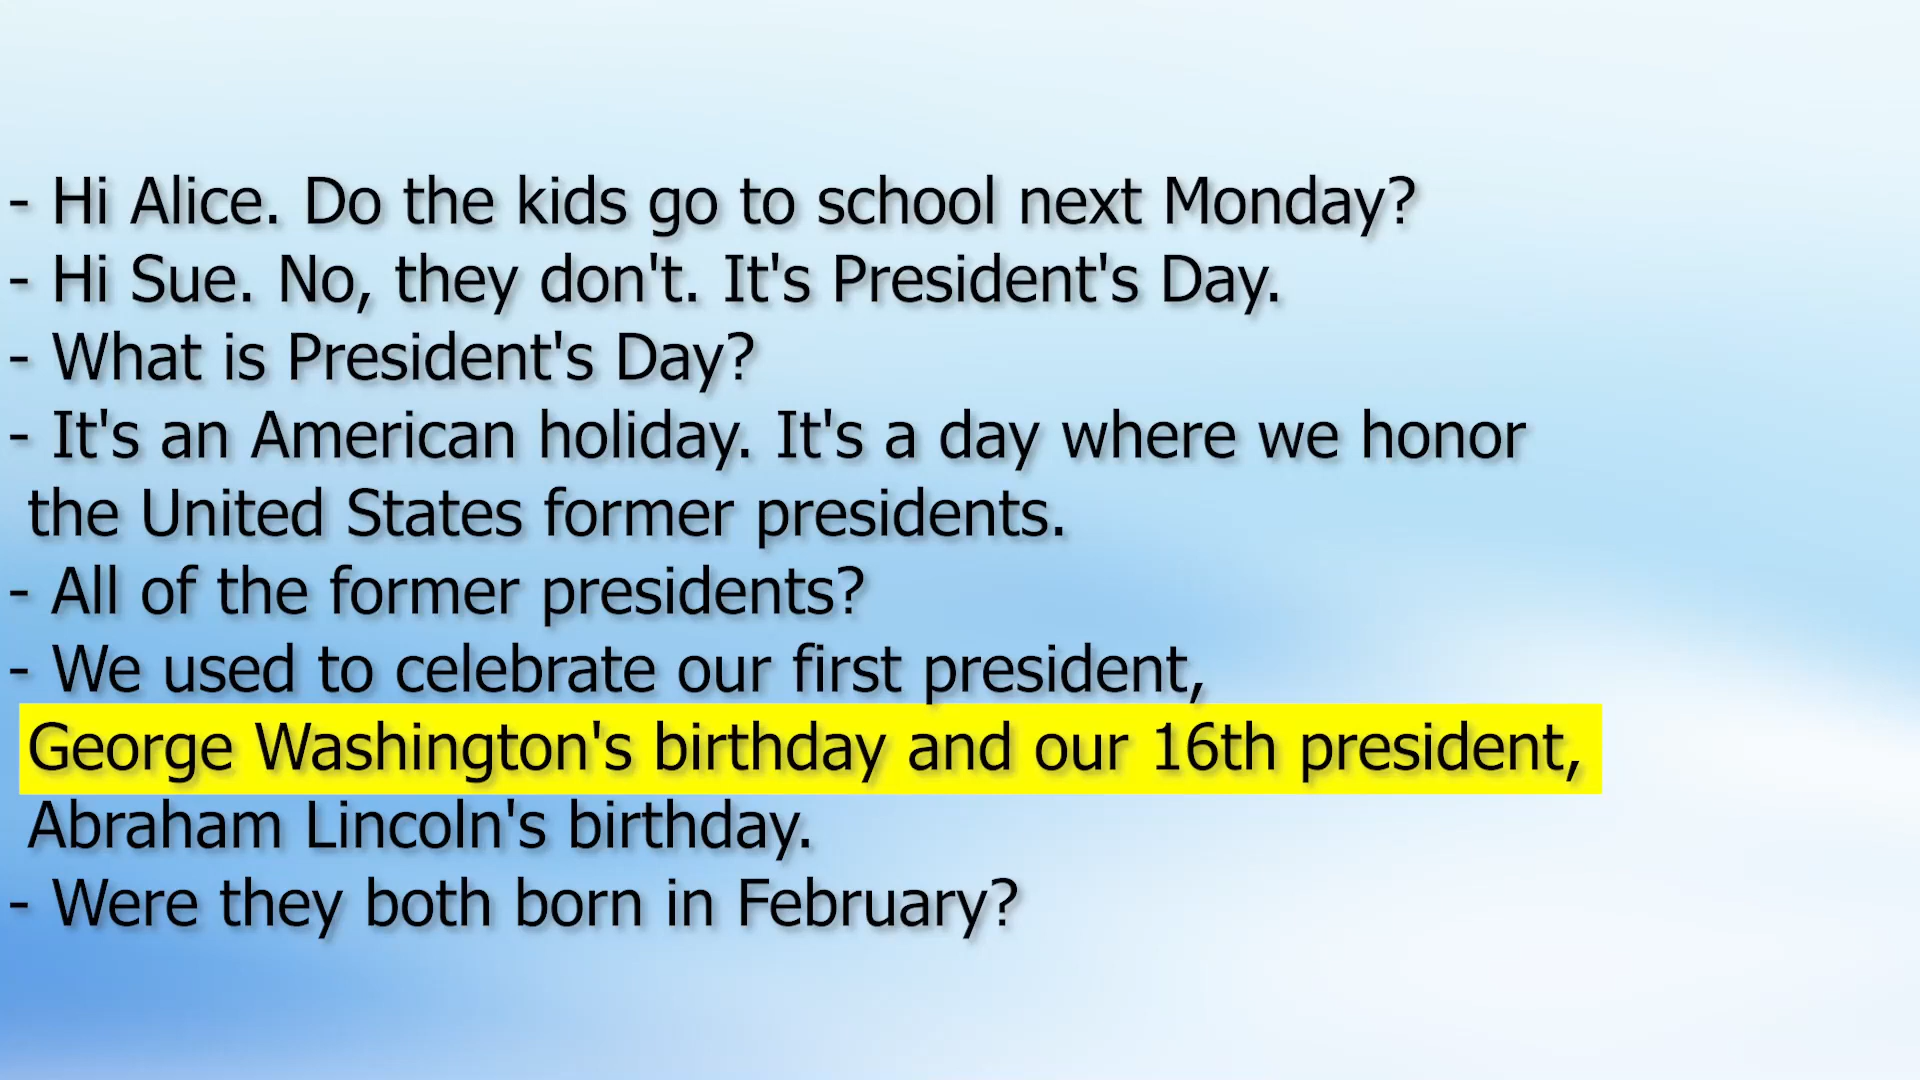 - Hi Alice. Do the kids go to school next Monday?
- Hi Sue. No, they don't. It's President's Day.
- What is President's Day?
- It's an American holiday. It's a day where we honor
the United States former presidents.
- All of the former presidents?
- We used to celebrate our first president,
George Washington's birthday and our 16th president,
Abraham Lincoln's birthday.
- Were they both born in February?